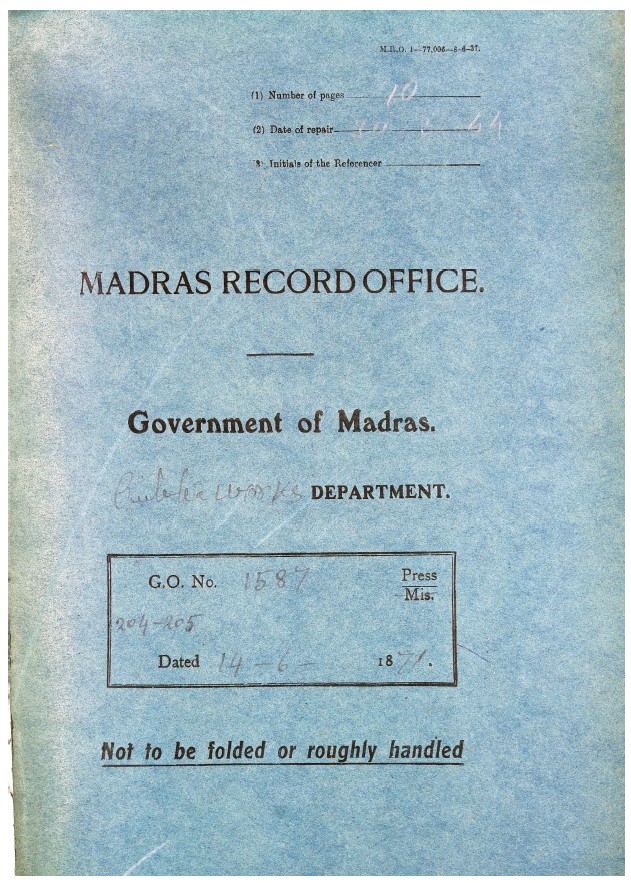 M.R.O. 1—77,006—8-6-37.
(1) Number of pages 10
(2) Date of repair 64
3 Initials of the Referencer
MADRAS RECORD OFFICE.
Government of Madras.
Public Works DEPARTMENT.
G.O. No. 1587 Press
Mis.
204-205
Dated 14-6- 1871.
Not to be folded or roughly handled